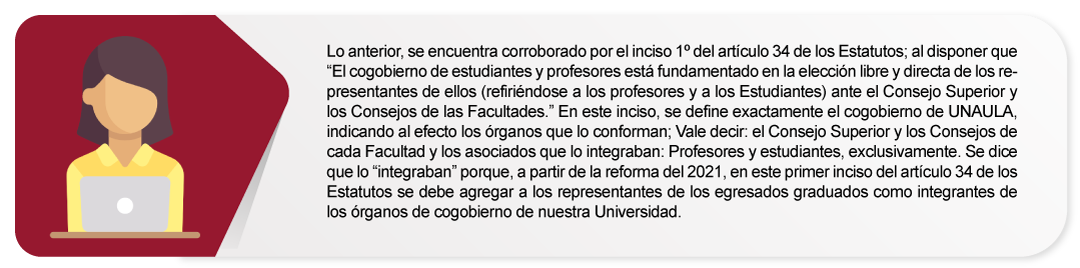 Lo anterior, se encuentra corroborado por el inciso 1º del artículo 34 de los Estatutos; al disponer que
“El cogobierno de estudiantes y profesores está fundamentado en la elección libre y directa de los re-
presentantes de ellos (refiriéndose a los profesores y a los Estudiantes) ante el Consejo Superior y
los Consejos de las Facultades.” En este inciso, se define exactamente el cogobierno de UNAULA,
indicando al efecto los órganos que lo conforman; Vale decir: el Consejo Superior y los Consejos de
cada Facultad y los asociados que lo integraban: Profesores y estudiantes, exclusivamente. Se dice
que lo “integraban” porque, a partir de la reforma del 2021, en este primer inciso del artículo 34 de los
Estatutos se debe agregar a los representantes de los egresados graduados como integrantes de
los órganos de cogobierno de nuestra Universidad.